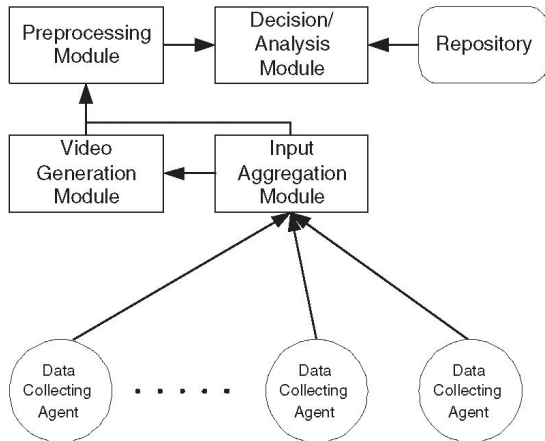 Preprocessing
Module
Decision/
Analysis
Module
Repository
Video
Generation
Module
Input
Aggregation
Module
Data
Collecting
Agent
Data
Collecting
Agent
Data
Collecting
Agent